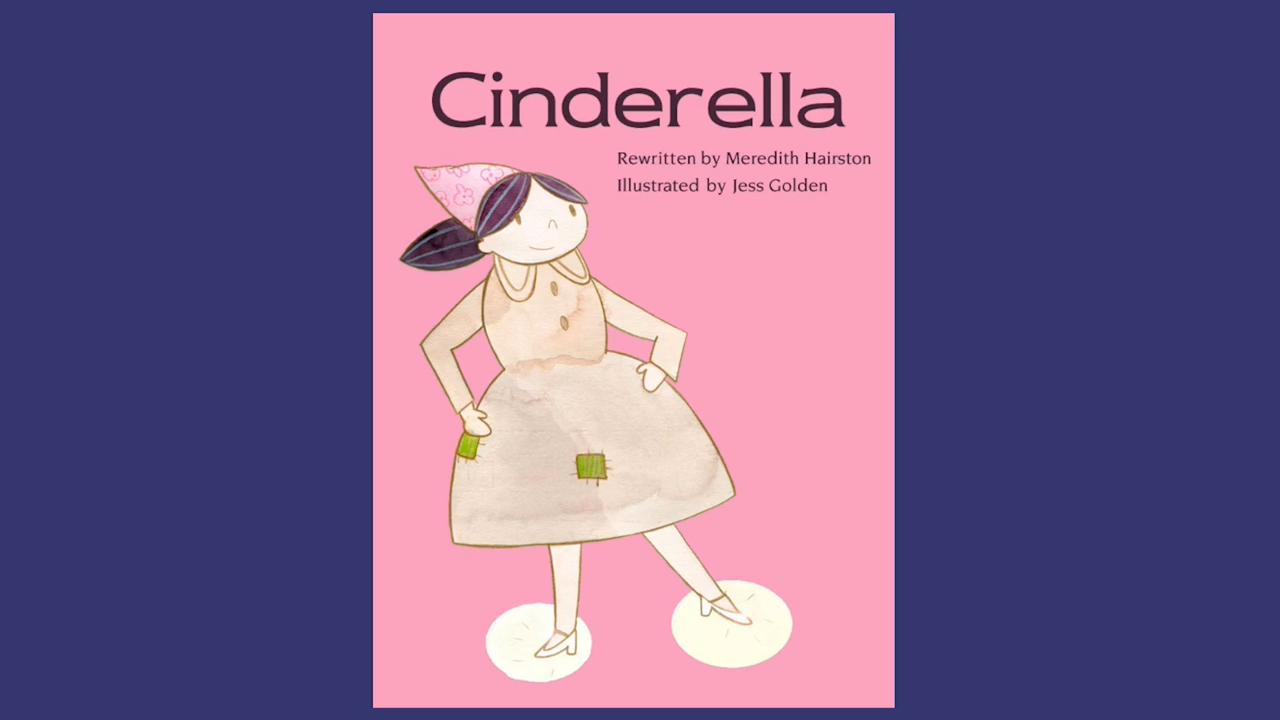 Cinderella
Rewritten by Meredith Hairston
Illustrated by Jess Golden